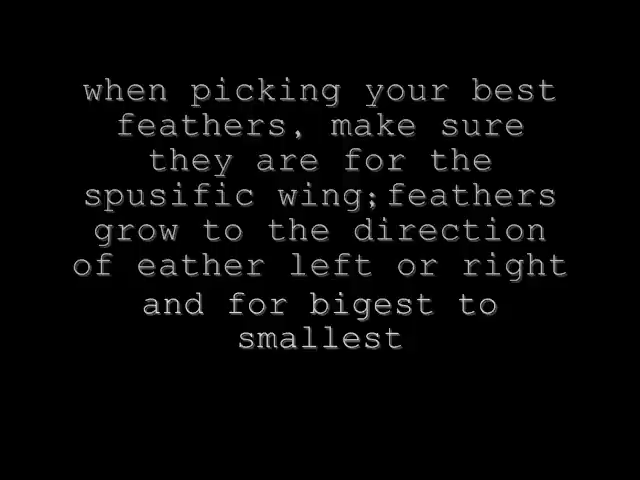 when picking your best
feathers, make sure
they are for the
spusific wing;feathers
grow to the direction
of eather left or right
and for bigest to
smallest